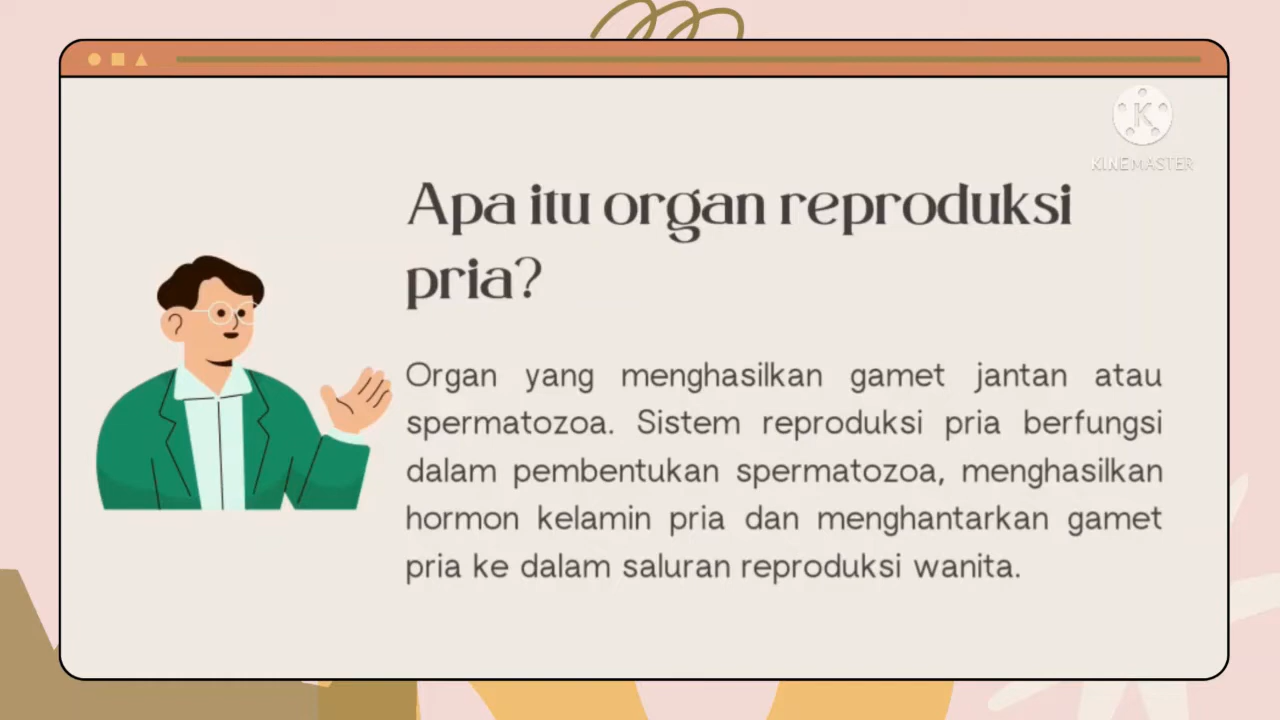 K
KINEMASTER
Apa itu organ reproduksi
pria?
Organ yang menghasilkan gamet jantan atau
spermatozoa. Sistem reproduksi pria berfungsi
dalam pembentukan spermatozoa, menghasilkan
hormon kelamin pria dan menghantarkan gamet
pria ke dalam saluran reproduksi wanita.